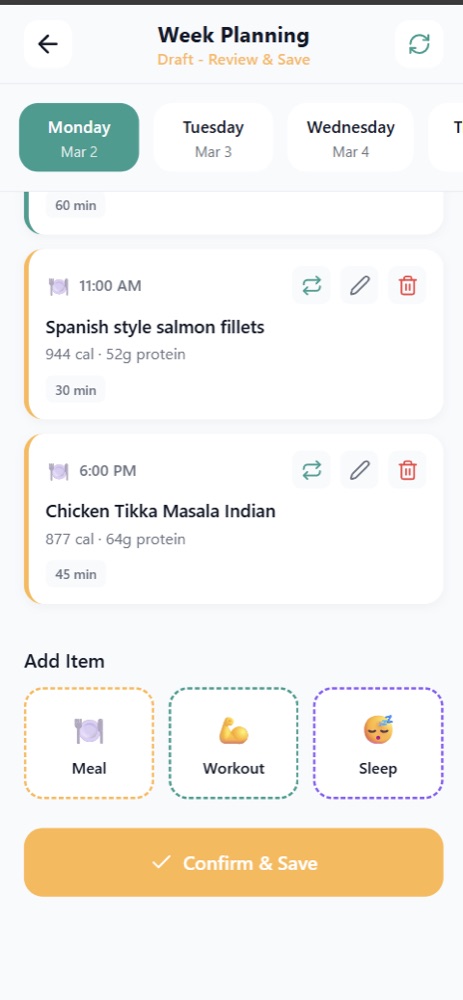 Week Planning
Draft - Review & Save
Monday
Mar 2
Tuesday
Mar 3
Wednesday
Mar 4
T
60 min
11:00 AM
Spanish style salmon fillets
944 cal · 52g protein
30 min
6:00 PM
Chicken Tikka Masala Indian
877 cal · 64g protein
45 min
Add Item
Meal
Workout
Sleep
Confirm & Save